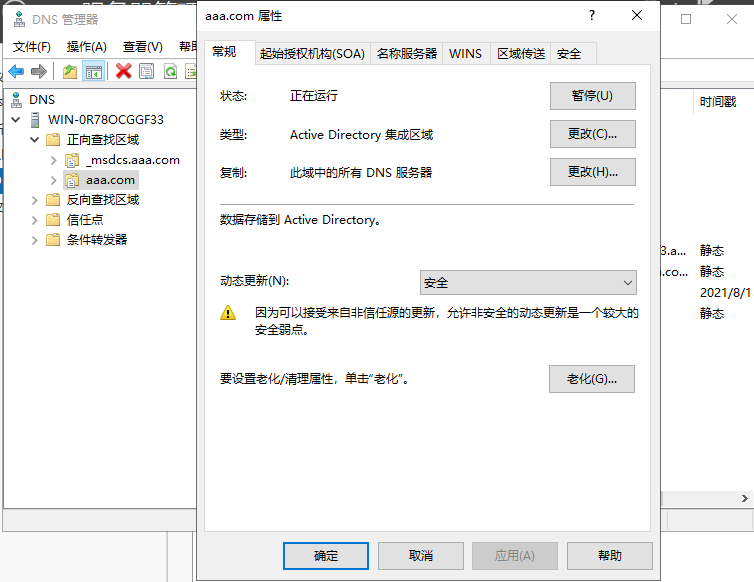 DNS 管理器
文件(F) 操作(A) 查看(V) 帮助
DNS
WIN-0R78OCGGF33
正向查找区域
_msdcs.aaa.com
aaa.com
反向查找区域
信任点
条件转发器
aaa.com 属性
?
常规 起始授权机构(SOA) 名称服务器 WINS 区域传送 安全
状态: 正在运行 暂停(U)
类型: Active Directory 集成区域 更改(C)...
复制: 此域中的所有 DNS 服务器 更改(H)...
数据存储到 Active Directory。
动态更新(N): 安全
因为可以接受来自非信任源的更新，允许非安全的动态更新是一个较大的
安全弱点。
要设置老化/清理属性，单击“老化”。 老化(G)...
确定 取消 应用(A) 帮助
时间戳
3.a... 静态
.co... 静态
2021/8/1
静态